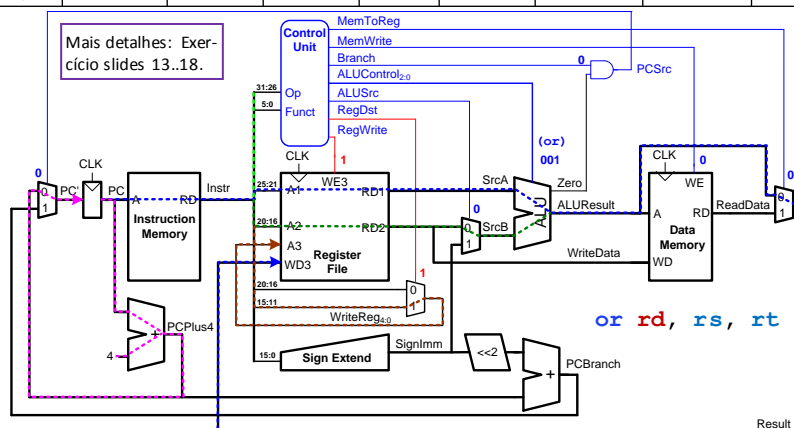 Mais detalhes: Exer-
cício slides 13..18.
Control
Unit
MemToReg
MemWrite
Branch
0
PCSrc
ALUControl2:0
31:26
Op
ALUSrc
5:0
Funct
RegDst
RegWrite
(or)
001
0
CLK
0
PC'
1
PC
A
RD
Instr
Instruction
Memory
CLK
1
WE3
25:21
A1
RD1
20:16
A2
RD2
A3
WD3
Register
File
SrcA
0
0
SrcB
1
ALU
Zero
ALUResult
CLK
0
WE
A
RD
ReadData
Data
Memory
WD
0
0
1
WriteData
20:16
0
1
15:11
1
WriteReg4:0
PCPlus4
+
4
15:0
Sign Extend
SignImm
<<2
+
PCBranch
or rd, rs, rt
Result